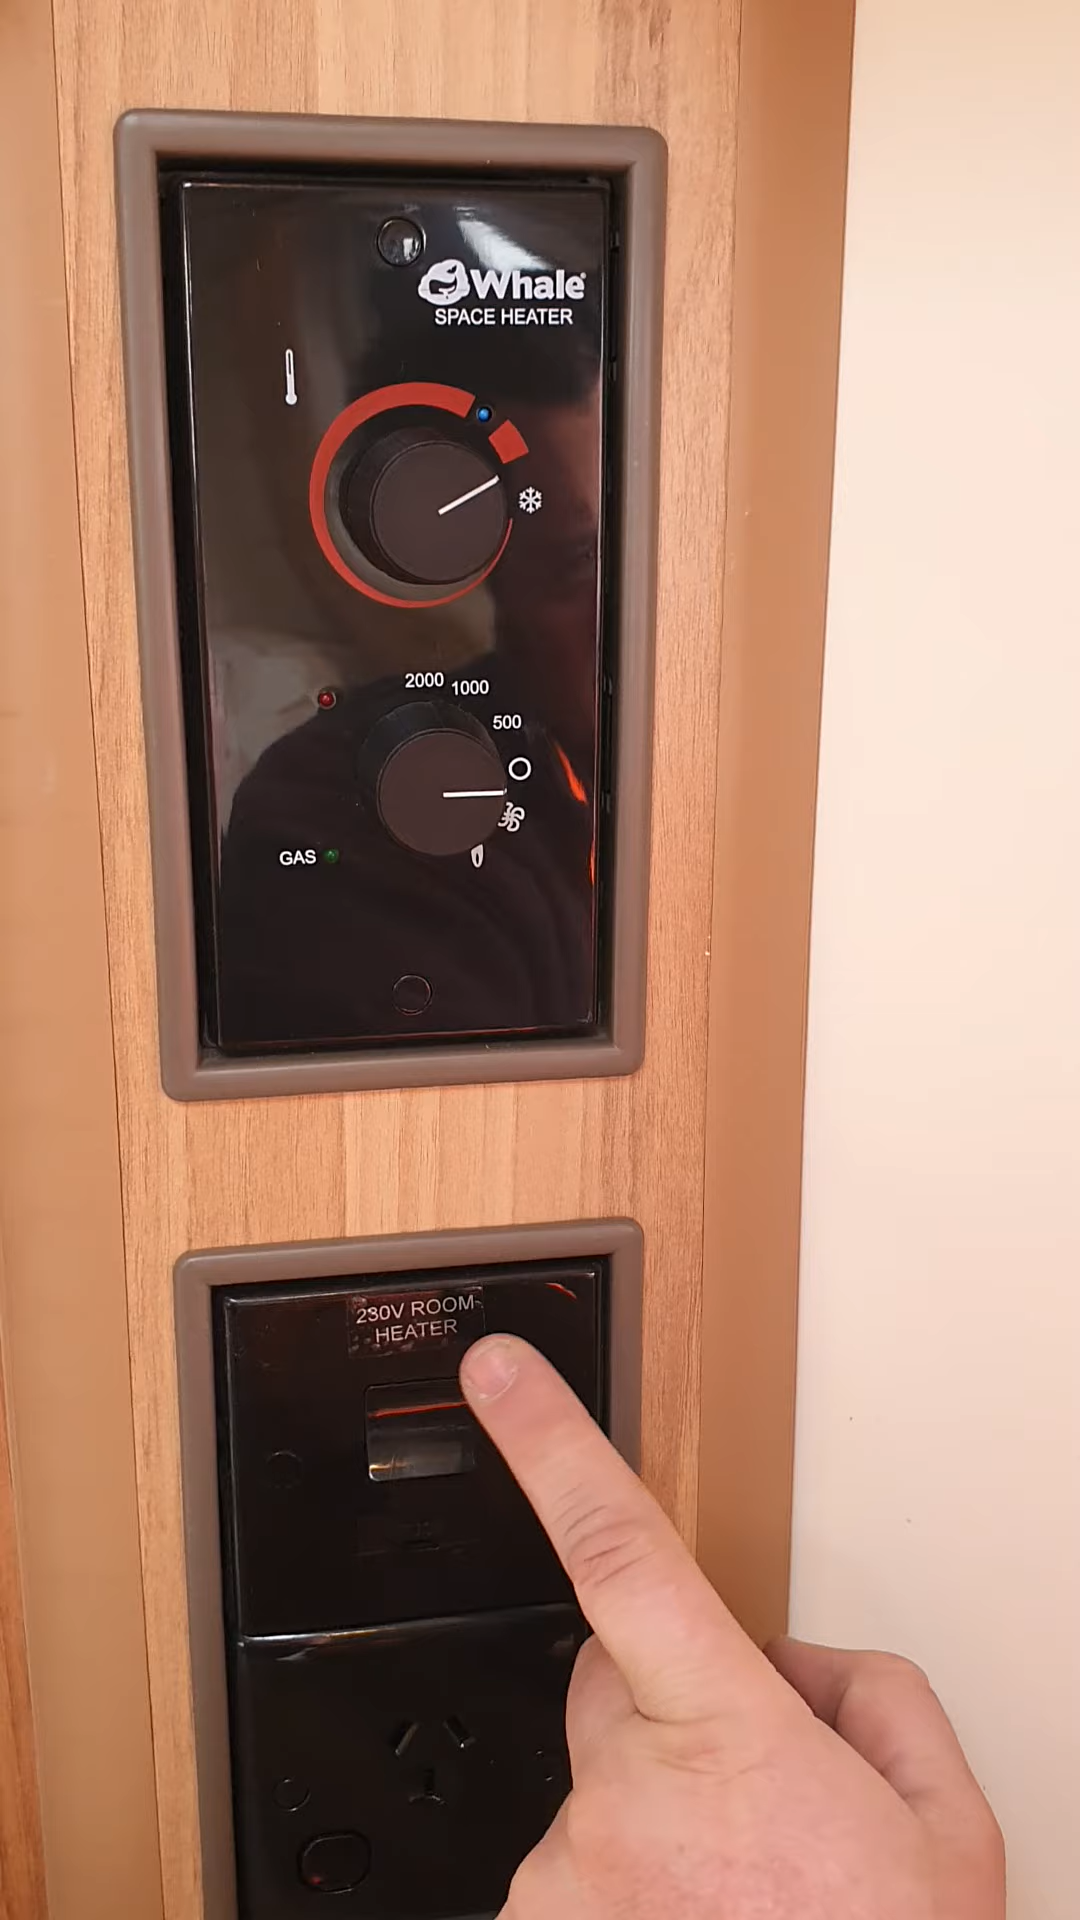 Whale
SPACE HEATER
2000 1000
500
GAS
230V ROOM
HEATER